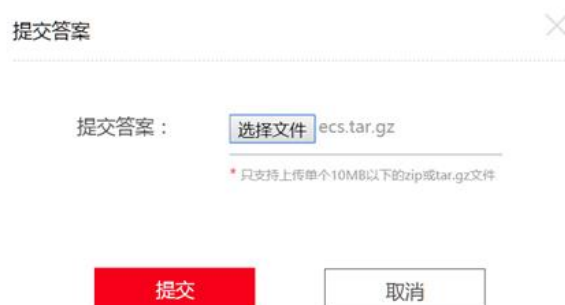 提交答案
提交答案：
选择文件 ecs.tar.gz
* 只支持上传单个10MB以下的zip或tar.gz文件
提交
取消